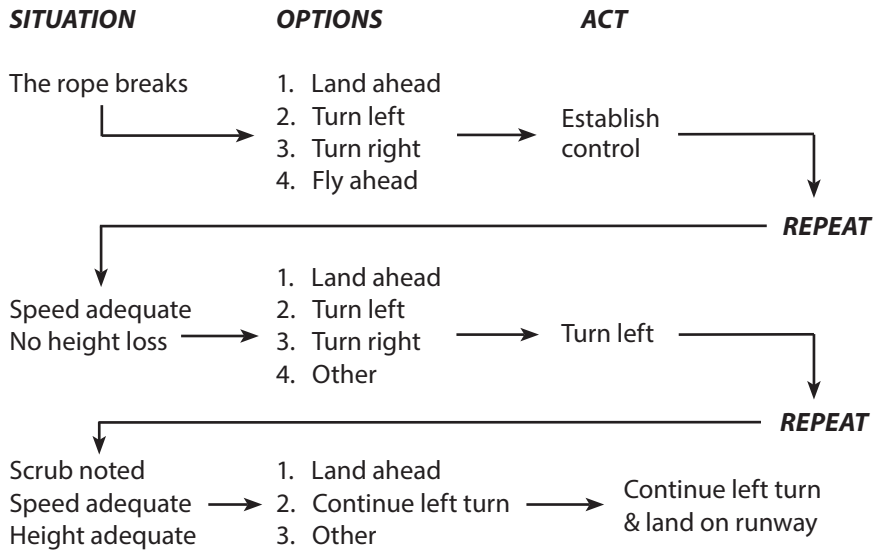 SITUATION OPTIONS ACT
The rope breaks
1. Land ahead
2. Turn left
3. Turn right
4. Fly ahead
Establish
control
REPEAT
Speed adequate
No height loss
1. Land ahead
2. Turn left
3. Turn right
4. Other
Turn left
REPEAT
Scrub noted
Speed adequate
Height adequate
1. Land ahead
2. Continue left turn
3. Other
Continue left turn
& land on runway